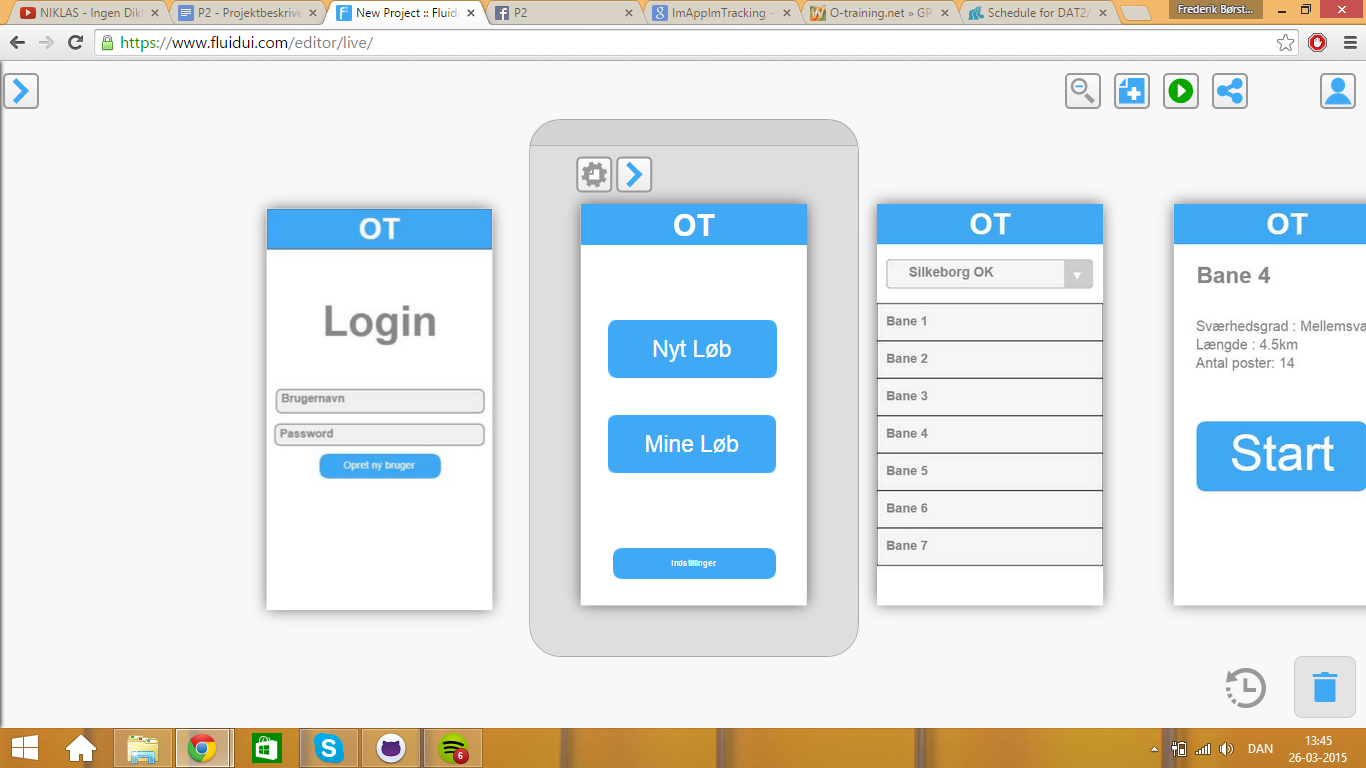 NIKLAS - Ingen Dikk
P2 - Projektbeskrive
New Project :: Fluidu
P2
ImAppImTracking -
O-training.net » GP
Schedule for DAT2/
Frederik Børst...
https://www.fluidui.com/editor/live/
OT
Login
Brugernavn
Password
Opret ny bruger
OT
Nyt Løb
Mine Løb
Indstillinger
OT
Silkeborg OK
Bane 1
Bane 2
Bane 3
Bane 4
Bane 5
Bane 6
Bane 7
OT
Bane 4
Sværhedsgrad : Mellemsva
Længde : 4.5km
Antal poster: 14
Start
6
DAN
13:45
26-03-2015